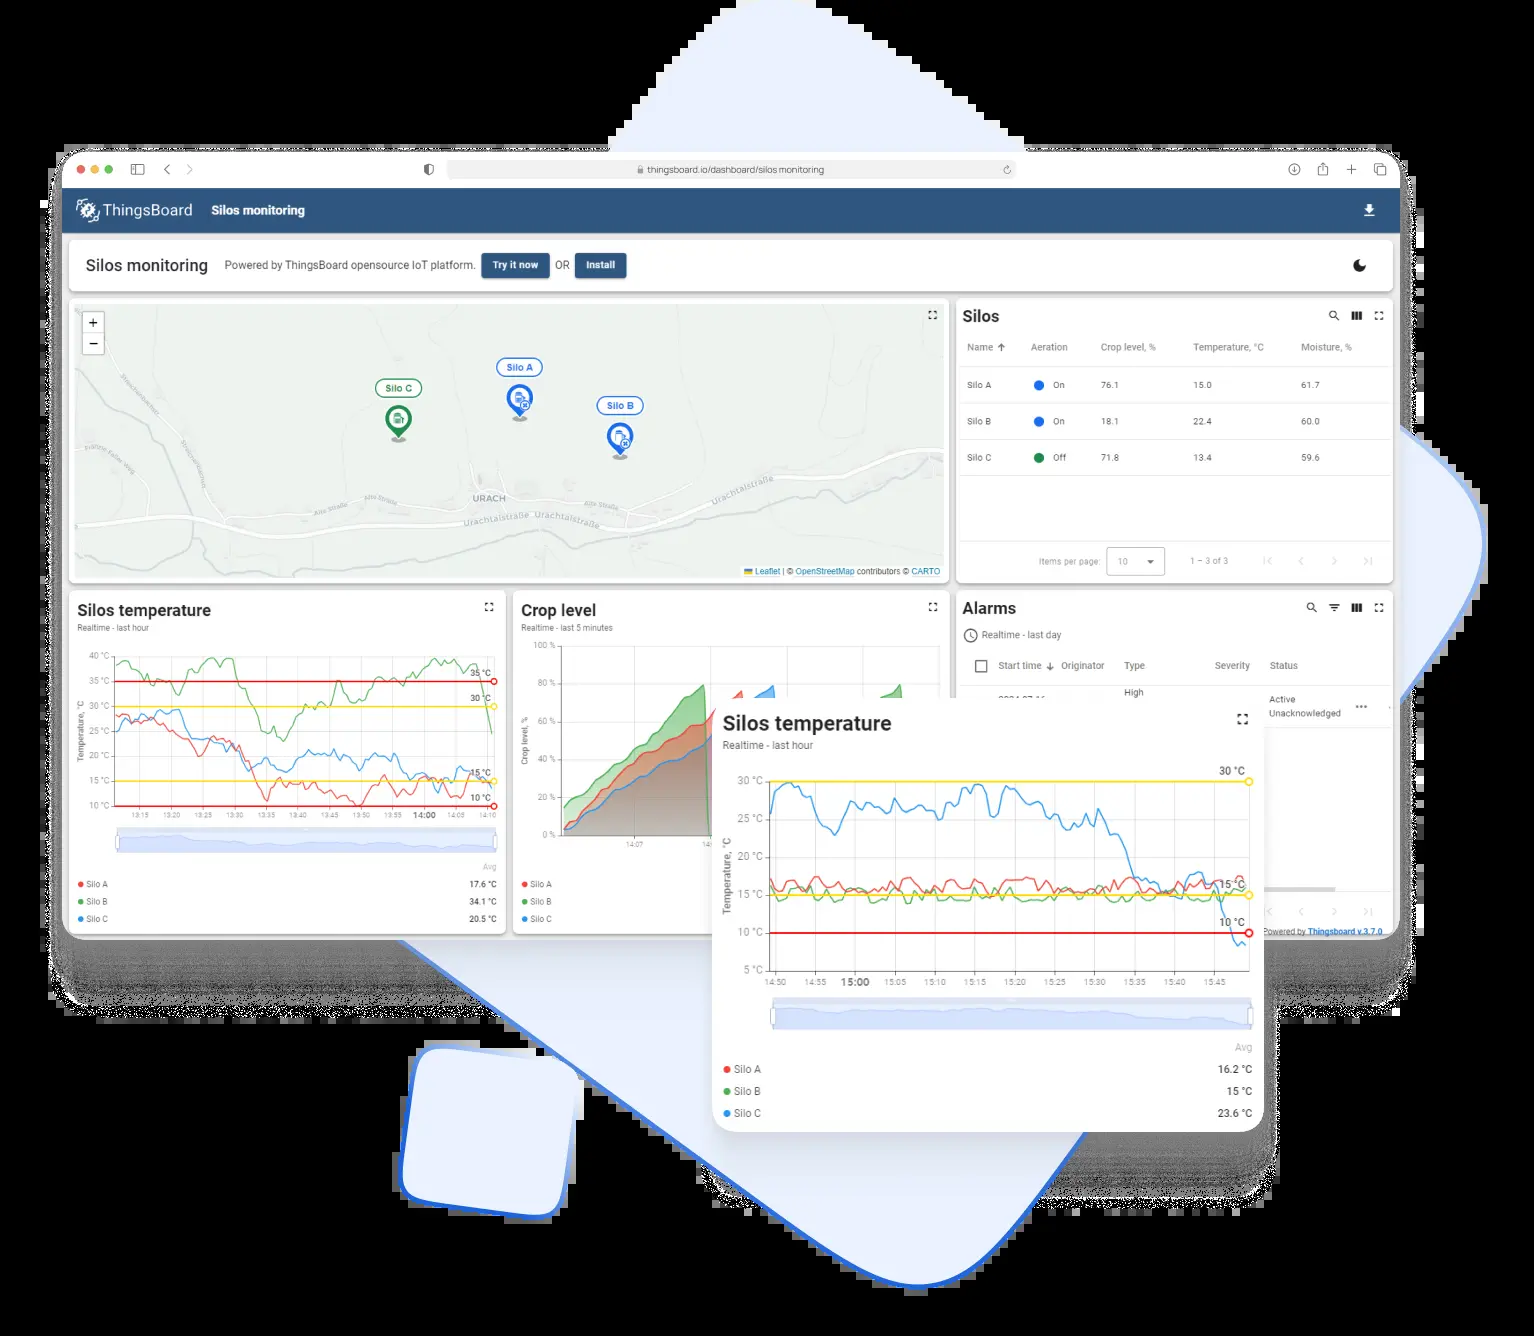 thingsboard.io/dashboard/silos monitoring
ThingsBoard Silos monitoring
Silos monitoring Powered by ThingsBoard opensource IoT platform. Try it now OR Install
+
−
Silo A
Silo C
Silo B
URACH
Alte Straße
Alte Straße
Alte Straße
Urachtalstraße Urachtalstraße
Urachtalstraße
Leaflet | © OpenStreetMap contributors © CARTO
Silos
Name Aeration Crop level, % Temperature, °C Moisture, %
Silo A On 76.1 15.0 61.7
Silo B On 18.1 22.4 60.0
Silo C Off 71.8 13.4 59.6
Items per page: 10 1 – 3 of 3
Silos temperature
Realtime - last hour
Temperature, °C
40 °C
35 °C
30 °C
25 °C
20 °C
15 °C
10 °C
35 °C
30 °C
15 °C
10 °C
13:15 13:20 13:25 13:30 13:35 13:40 13:45 13:50 13:55 14:00 14:05 14:10
Avg
Silo A 17.6 °C
Silo B 34.1 °C
Silo C 20.5 °C
Crop level
Realtime - last 5 minutes
Crop level, %
100 %
80 %
60 %
40 %
20 %
0 %
14:07
Silo A
Silo B
Silo C
Alarms
Realtime - last day
Start time Originator Type Severity Status
High
Active
Unacknowledged
Powered by Thingsboard v.3.7.0
Silos temperature
Realtime - last hour
Temperature, °C
30 °C
25 °C
20 °C
15 °C
10 °C
5 °C
30 °C
15 °C
10 °C
14:50 14:55 15:00 15:05 15:10 15:15 15:20 15:25 15:30 15:35 15:40 15:45
Avg
Silo A 16.2 °C
Silo B 15 °C
Silo C 23.6 °C